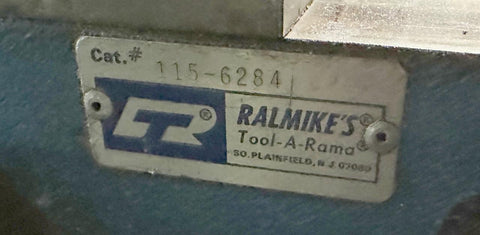 Cat.# 115-6284
RALMIKE'S®
Tool-A-Rama®
SO. PLAINFIELD, N J 07080